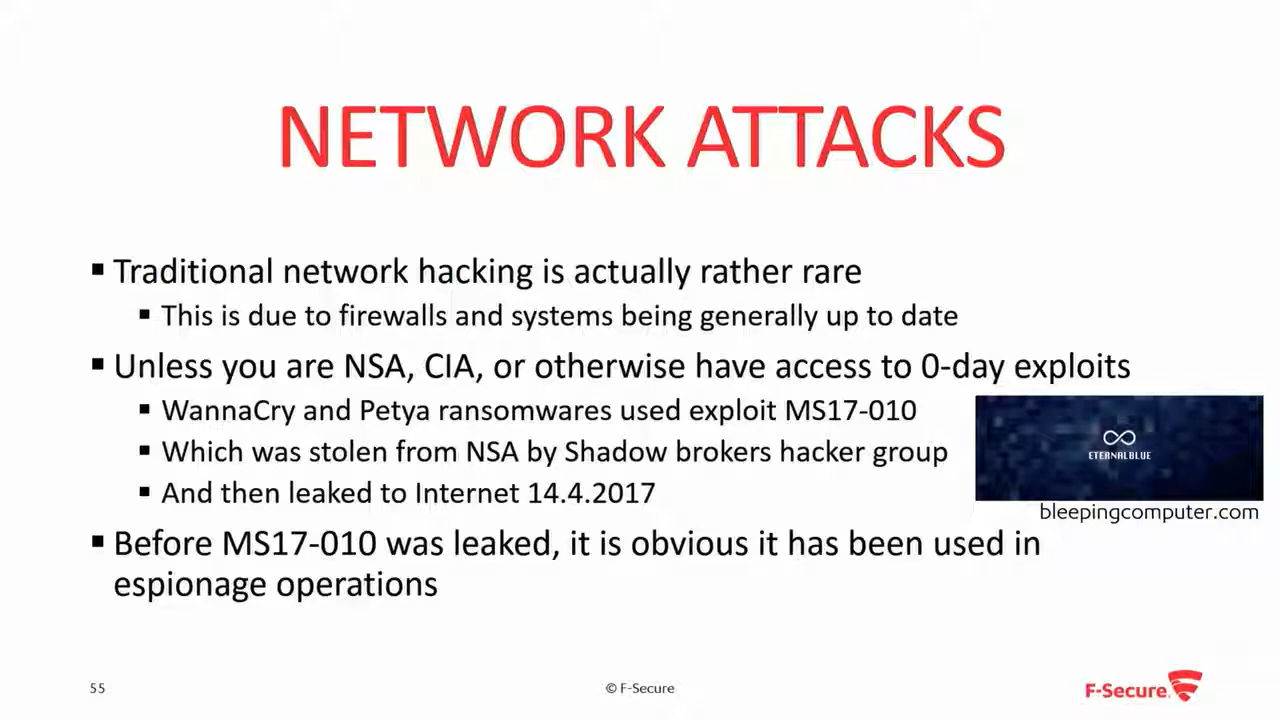 NETWORK ATTACKS
▪ Traditional network hacking is actually rather rare
▪ This is due to firewalls and systems being generally up to date
▪ Unless you are NSA, CIA, or otherwise have access to 0-day exploits
▪ WannaCry and Petya ransomwares used exploit MS17-010
▪ Which was stolen from NSA by Shadow brokers hacker group
▪ And then leaked to Internet 14.4.2017
ETERNALBLUE
bleepingcomputer.com
▪ Before MS17-010 was leaked, it is obvious it has been used in
espionage operations
55
© F-Secure
F-Secure.